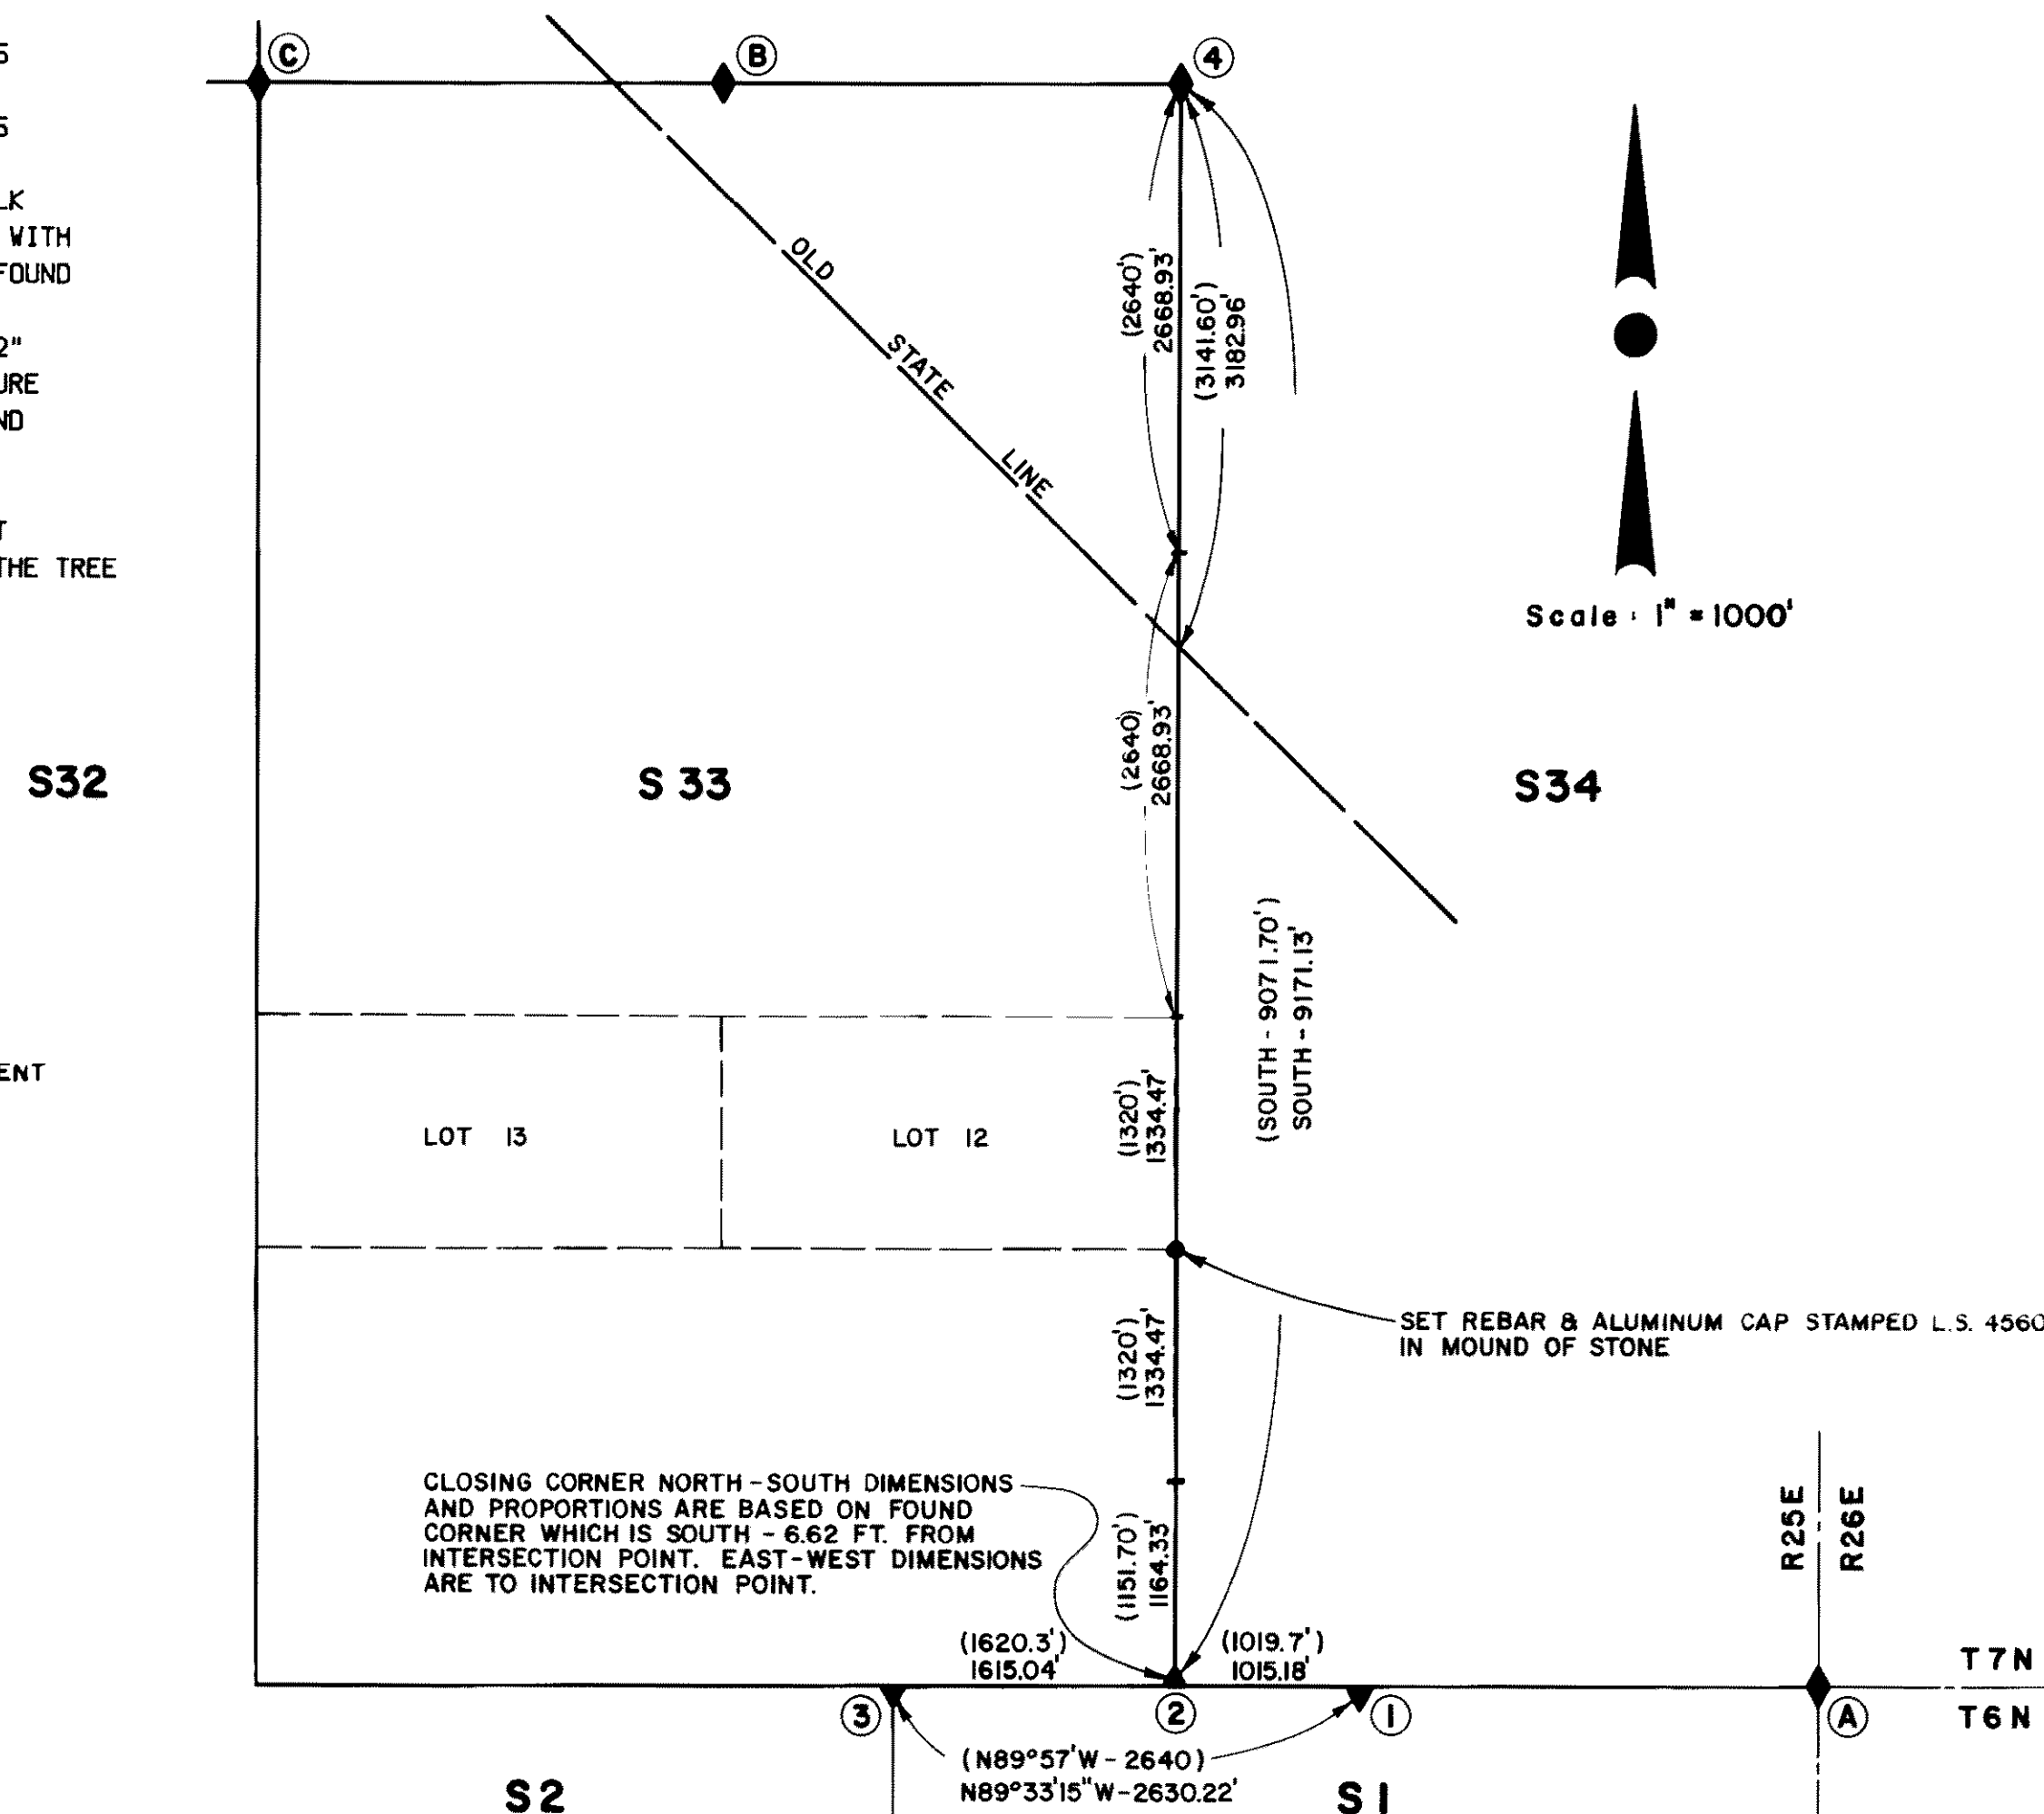 5
5
LK
WITH
FOUND
2"
URE
ND
T
THE TREE
ENT
C
B
4
OLD
STATE
LINE
(2640')
2668.93'
(3141.60')
3182.96'
Scale : 1" = 1000'
S32
S 33
S34
(2640')
2668.93'
(SOUTH - 9071.70')
SOUTH - 9171.13'
LOT 13
LOT 12
(1320')
1334.47'
SET REBAR & ALUMINUM CAP STAMPED L.S. 4560
IN MOUND OF STONE
(1320')
1334.47'
CLOSING CORNER NORTH - SOUTH DIMENSIONS
AND PROPORTIONS ARE BASED ON FOUND
CORNER WHICH IS SOUTH - 6.62 FT. FROM
INTERSECTION POINT. EAST-WEST DIMENSIONS
ARE TO INTERSECTION POINT.
(1151.70')
1164.33'
R25E
R26E
(1620.3')
1615.04'
(1019.7')
1015.18'
T7N
T6N
3
2
1
A
(N89°57'W - 2640)
N89°33'15"W-2630.22'
S2
S1